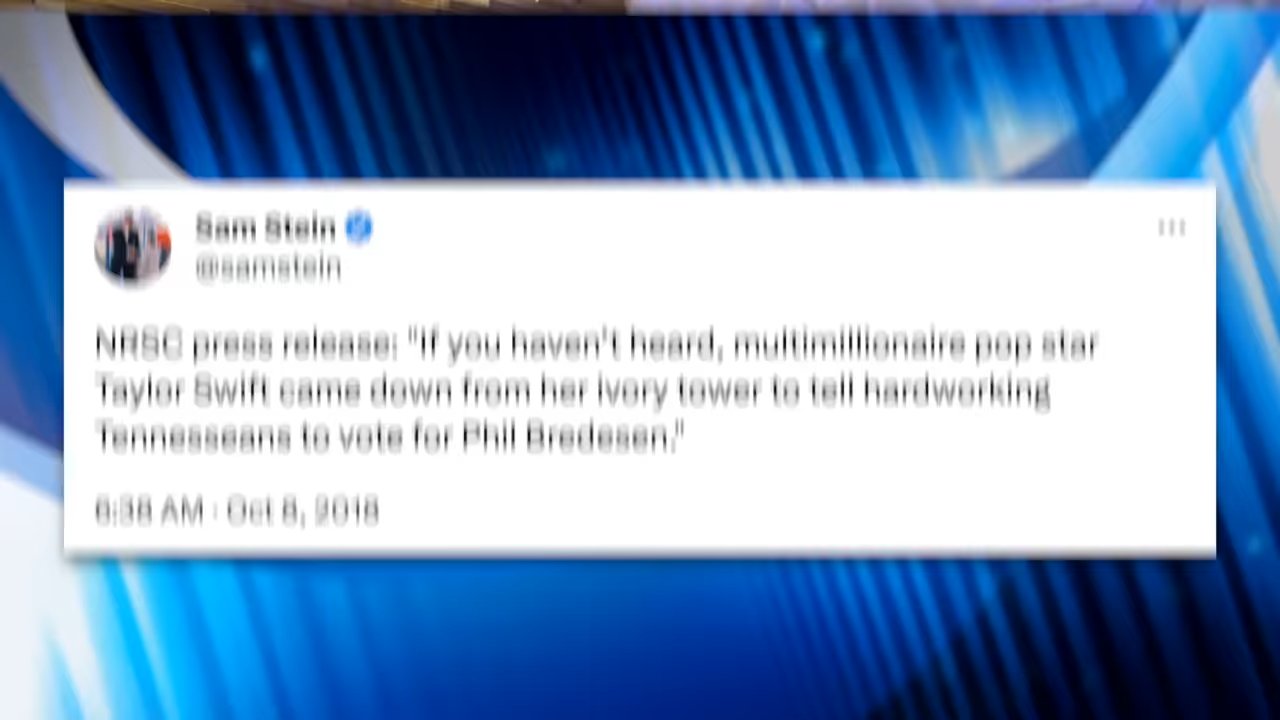 Sam Stein
@samstein
NRSC press release: "If you haven't heard, multimillionaire pop star
Taylor Swift came down from her ivory tower to tell hardworking
Tennesseans to vote for Phil Bredesen."
6:38 AM · Oct 8, 2018